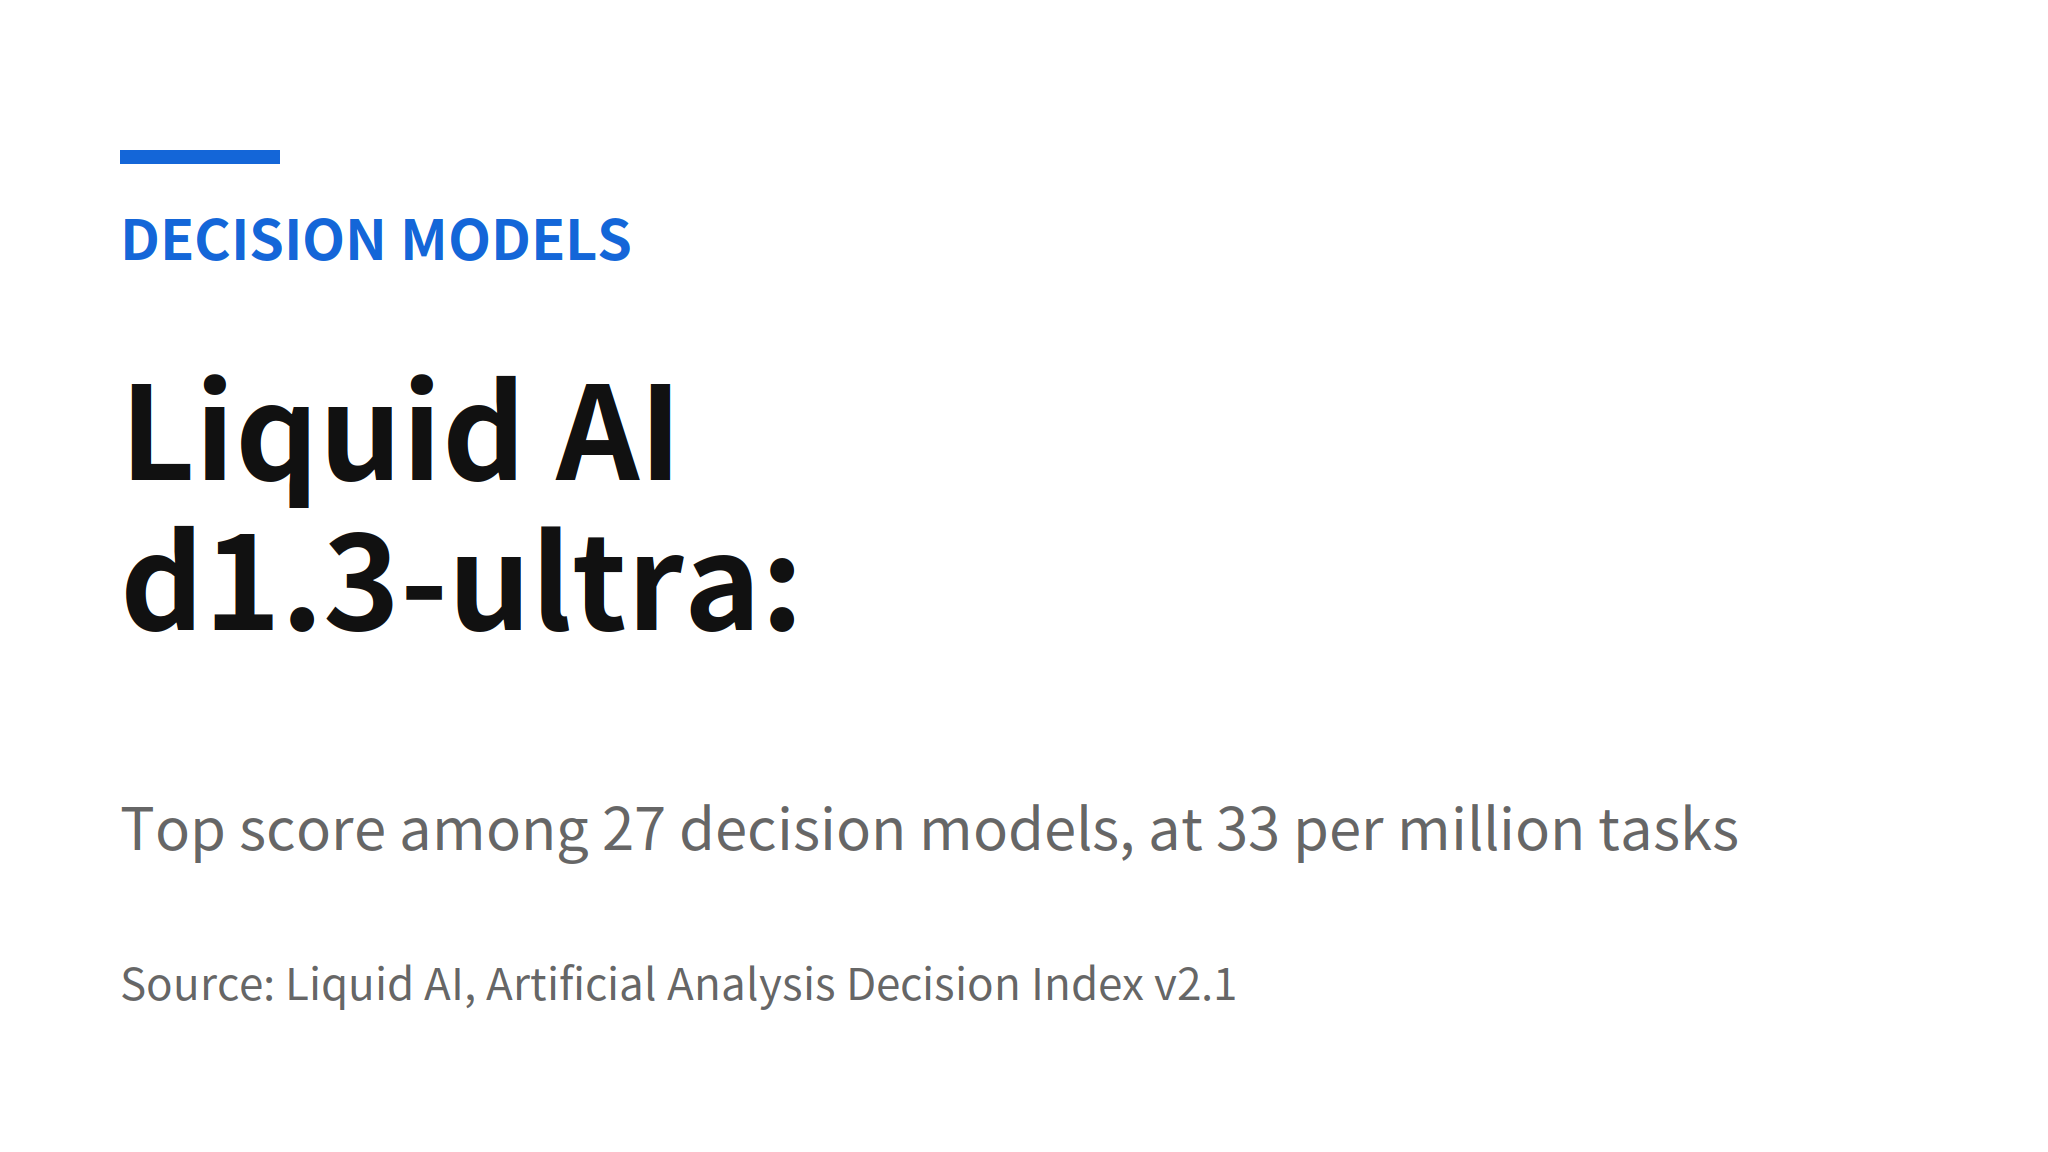 DECISION MODELS
Liquid AI
d1.3-ultra:
Top score among 27 decision models, at 33 per million tasks
Source: Liquid AI, Artificial Analysis Decision Index v2.1